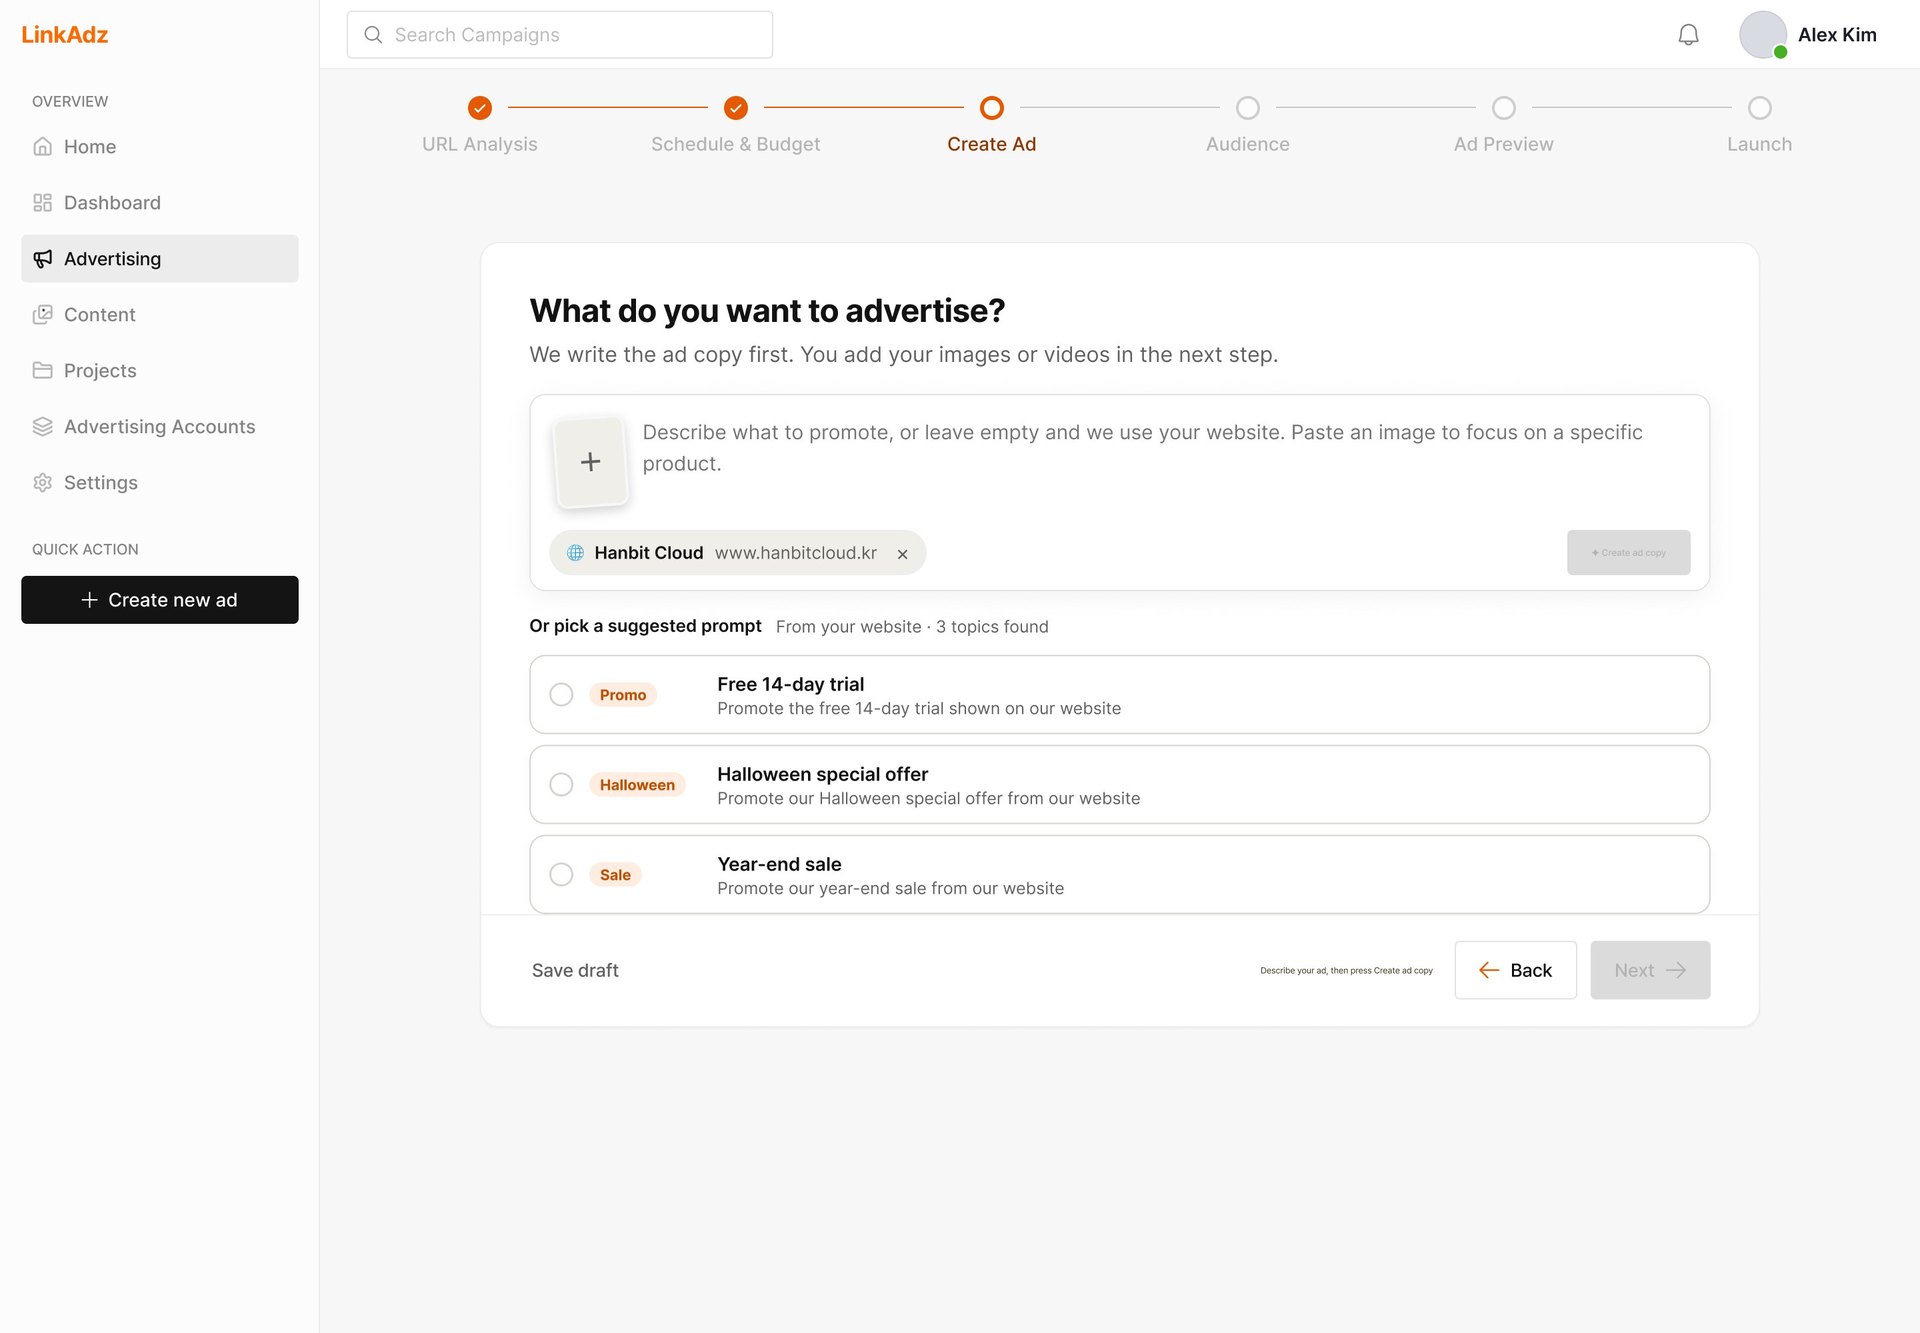 LinkAdz
Search Campaigns
Alex Kim
OVERVIEW
Home
Dashboard
Advertising
Content
Projects
Advertising Accounts
Settings
QUICK ACTION
+ Create new ad
URL Analysis
Schedule & Budget
Create Ad
Audience
Ad Preview
Launch
What do you want to advertise?
We write the ad copy first. You add your images or videos in the next step.
Describe what to promote, or leave empty and we use your website. Paste an image to focus on a specific
product.
Hanbit Cloud www.hanbitcloud.kr ×
✦ Create ad copy
Or pick a suggested prompt From your website · 3 topics found
Promo
Free 14-day trial
Promote the free 14-day trial shown on our website
Halloween
Halloween special offer
Promote our Halloween special offer from our website
Sale
Year-end sale
Promote our year-end sale from our website
Save draft
Describe your ad, then press Create ad copy
← Back
Next →